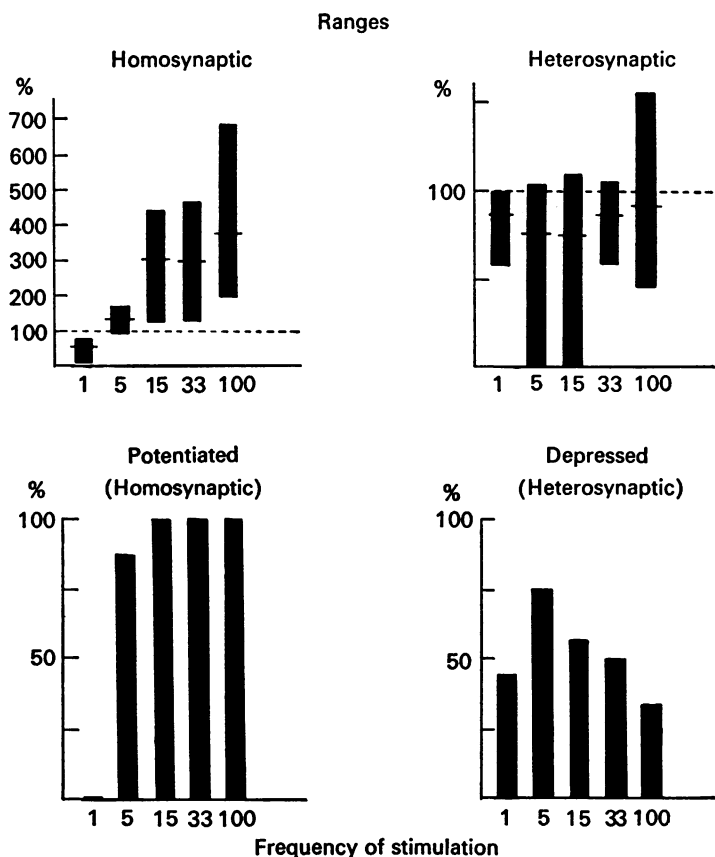 Ranges
Homosynaptic
%
700
600
500
400
300
200
100
1 5 15 33 100
Heterosynaptic
%
100
1 5 15 33 100
Potentiated
(Homosynaptic)
%
100
50
1 5 15 33 100
Depressed
(Heterosynaptic)
%
100
50
1 5 15 33 100
Frequency of stimulation